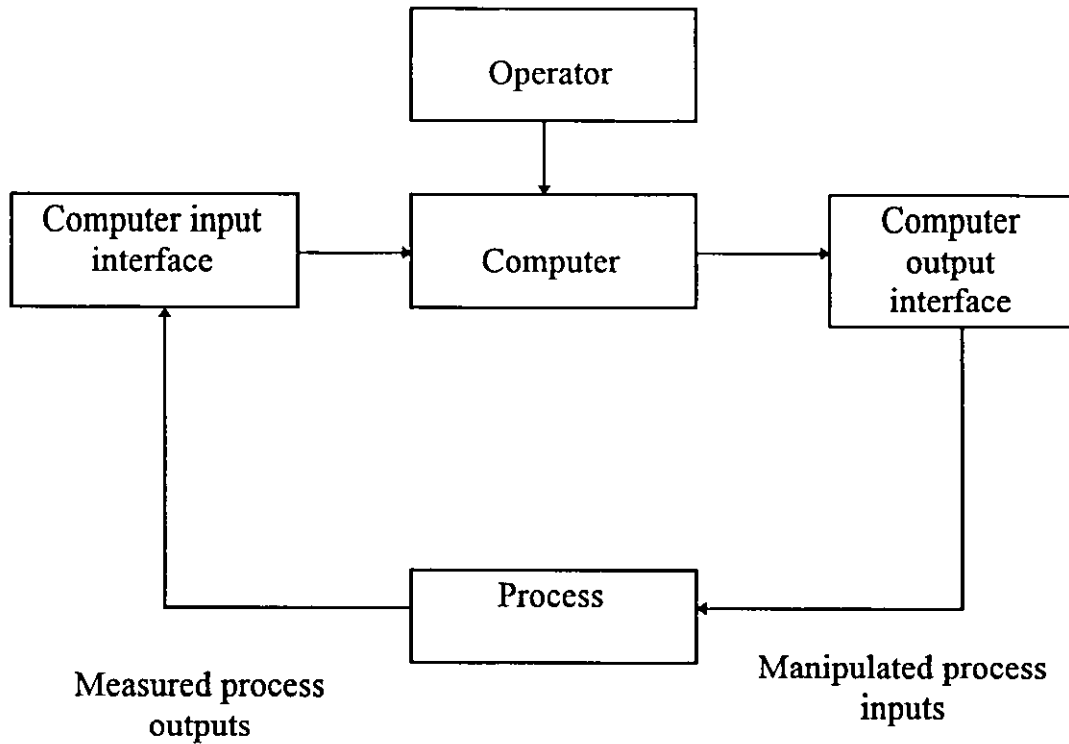 Operator
Computer input
interface
Computer
Computer
output
interface
Process
Measured process
outputs
Manipulated process
inputs